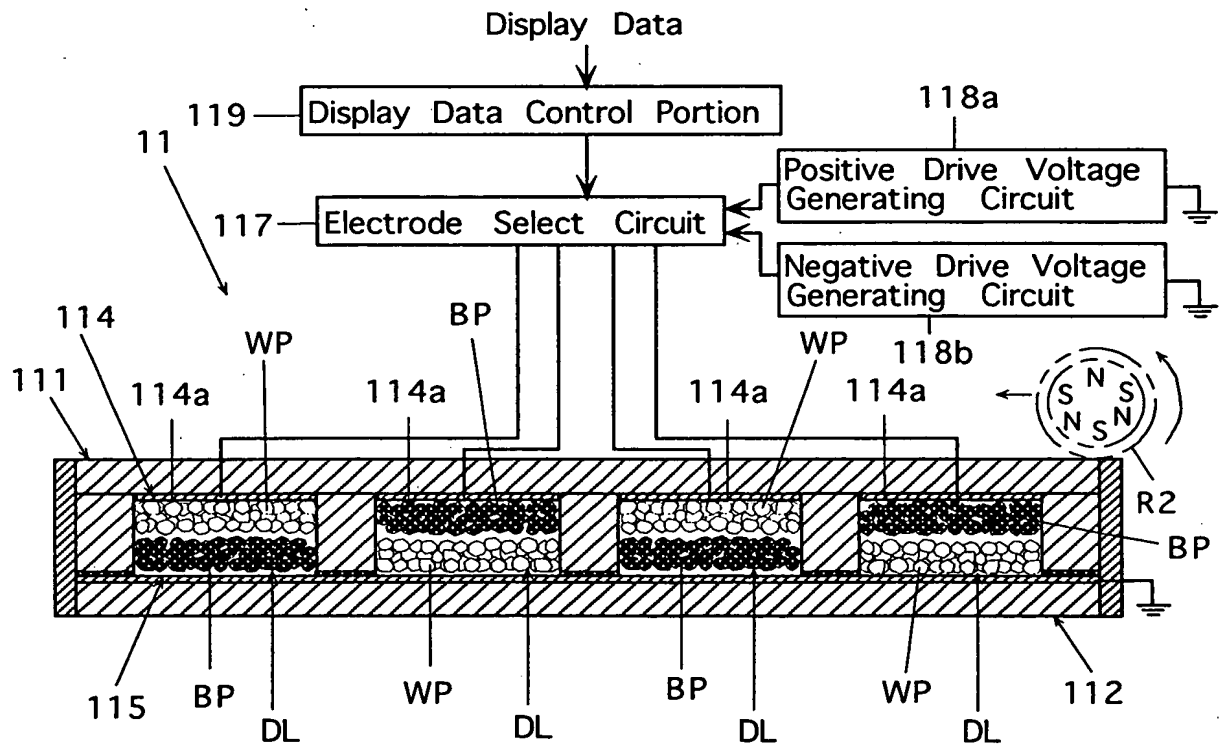 Display Data
119
Display Data Control Portion
118a
11
Positive Drive Voltage
Generating Circuit
117
Electrode Select Circuit
Negative Drive Voltage
Generating Circuit
118b
114
WP
BP
WP
111
114a
114a
114a
114a
N
S
S
N
N
S
R2
BP
115
BP
DL
WP
DL
BP
DL
WP
DL
112